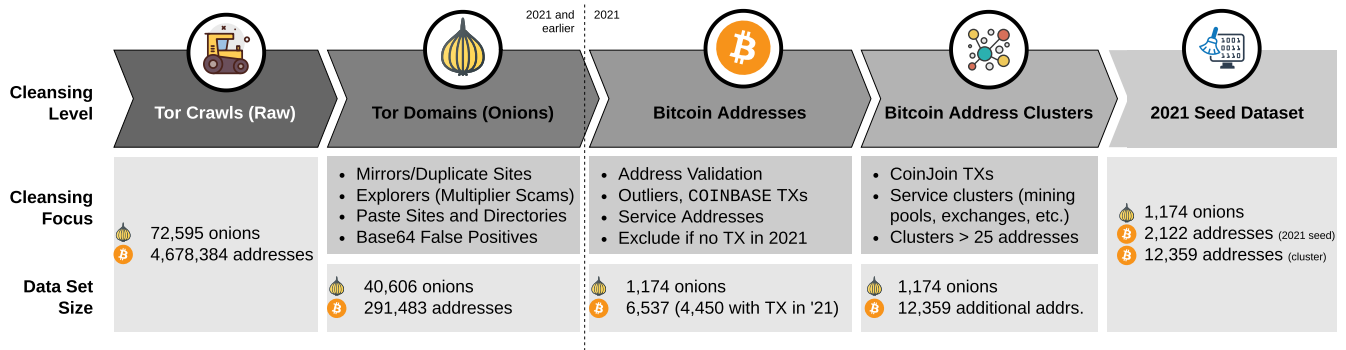 2021 and
earlier
2021
Cleansing
Level
Tor Crawls (Raw)
Tor Domains (Onions)
Bitcoin Addresses
Bitcoin Address Clusters
2021 Seed Dataset
1001
1011
0110
Cleansing
Focus
72,595 onions
4,678,384 addresses
• Mirrors/Duplicate Sites
• Explorers (Multiplier Scams)
• Paste Sites and Directories
• Base64 False Positives
• Address Validation
• Outliers, COINBASE TXs
• Service Addresses
• Exclude if no TX in 2021
• CoinJoin TXs
• Service clusters (mining
pools, exchanges, etc.)
• Clusters > 25 addresses
1,174 onions
2,122 addresses (2021 seed)
12,359 addresses (cluster)
Data Set
Size
40,606 onions
291,483 addresses
1,174 onions
6,537 (4,450 with TX in '21)
1,174 onions
12,359 additional addrs.